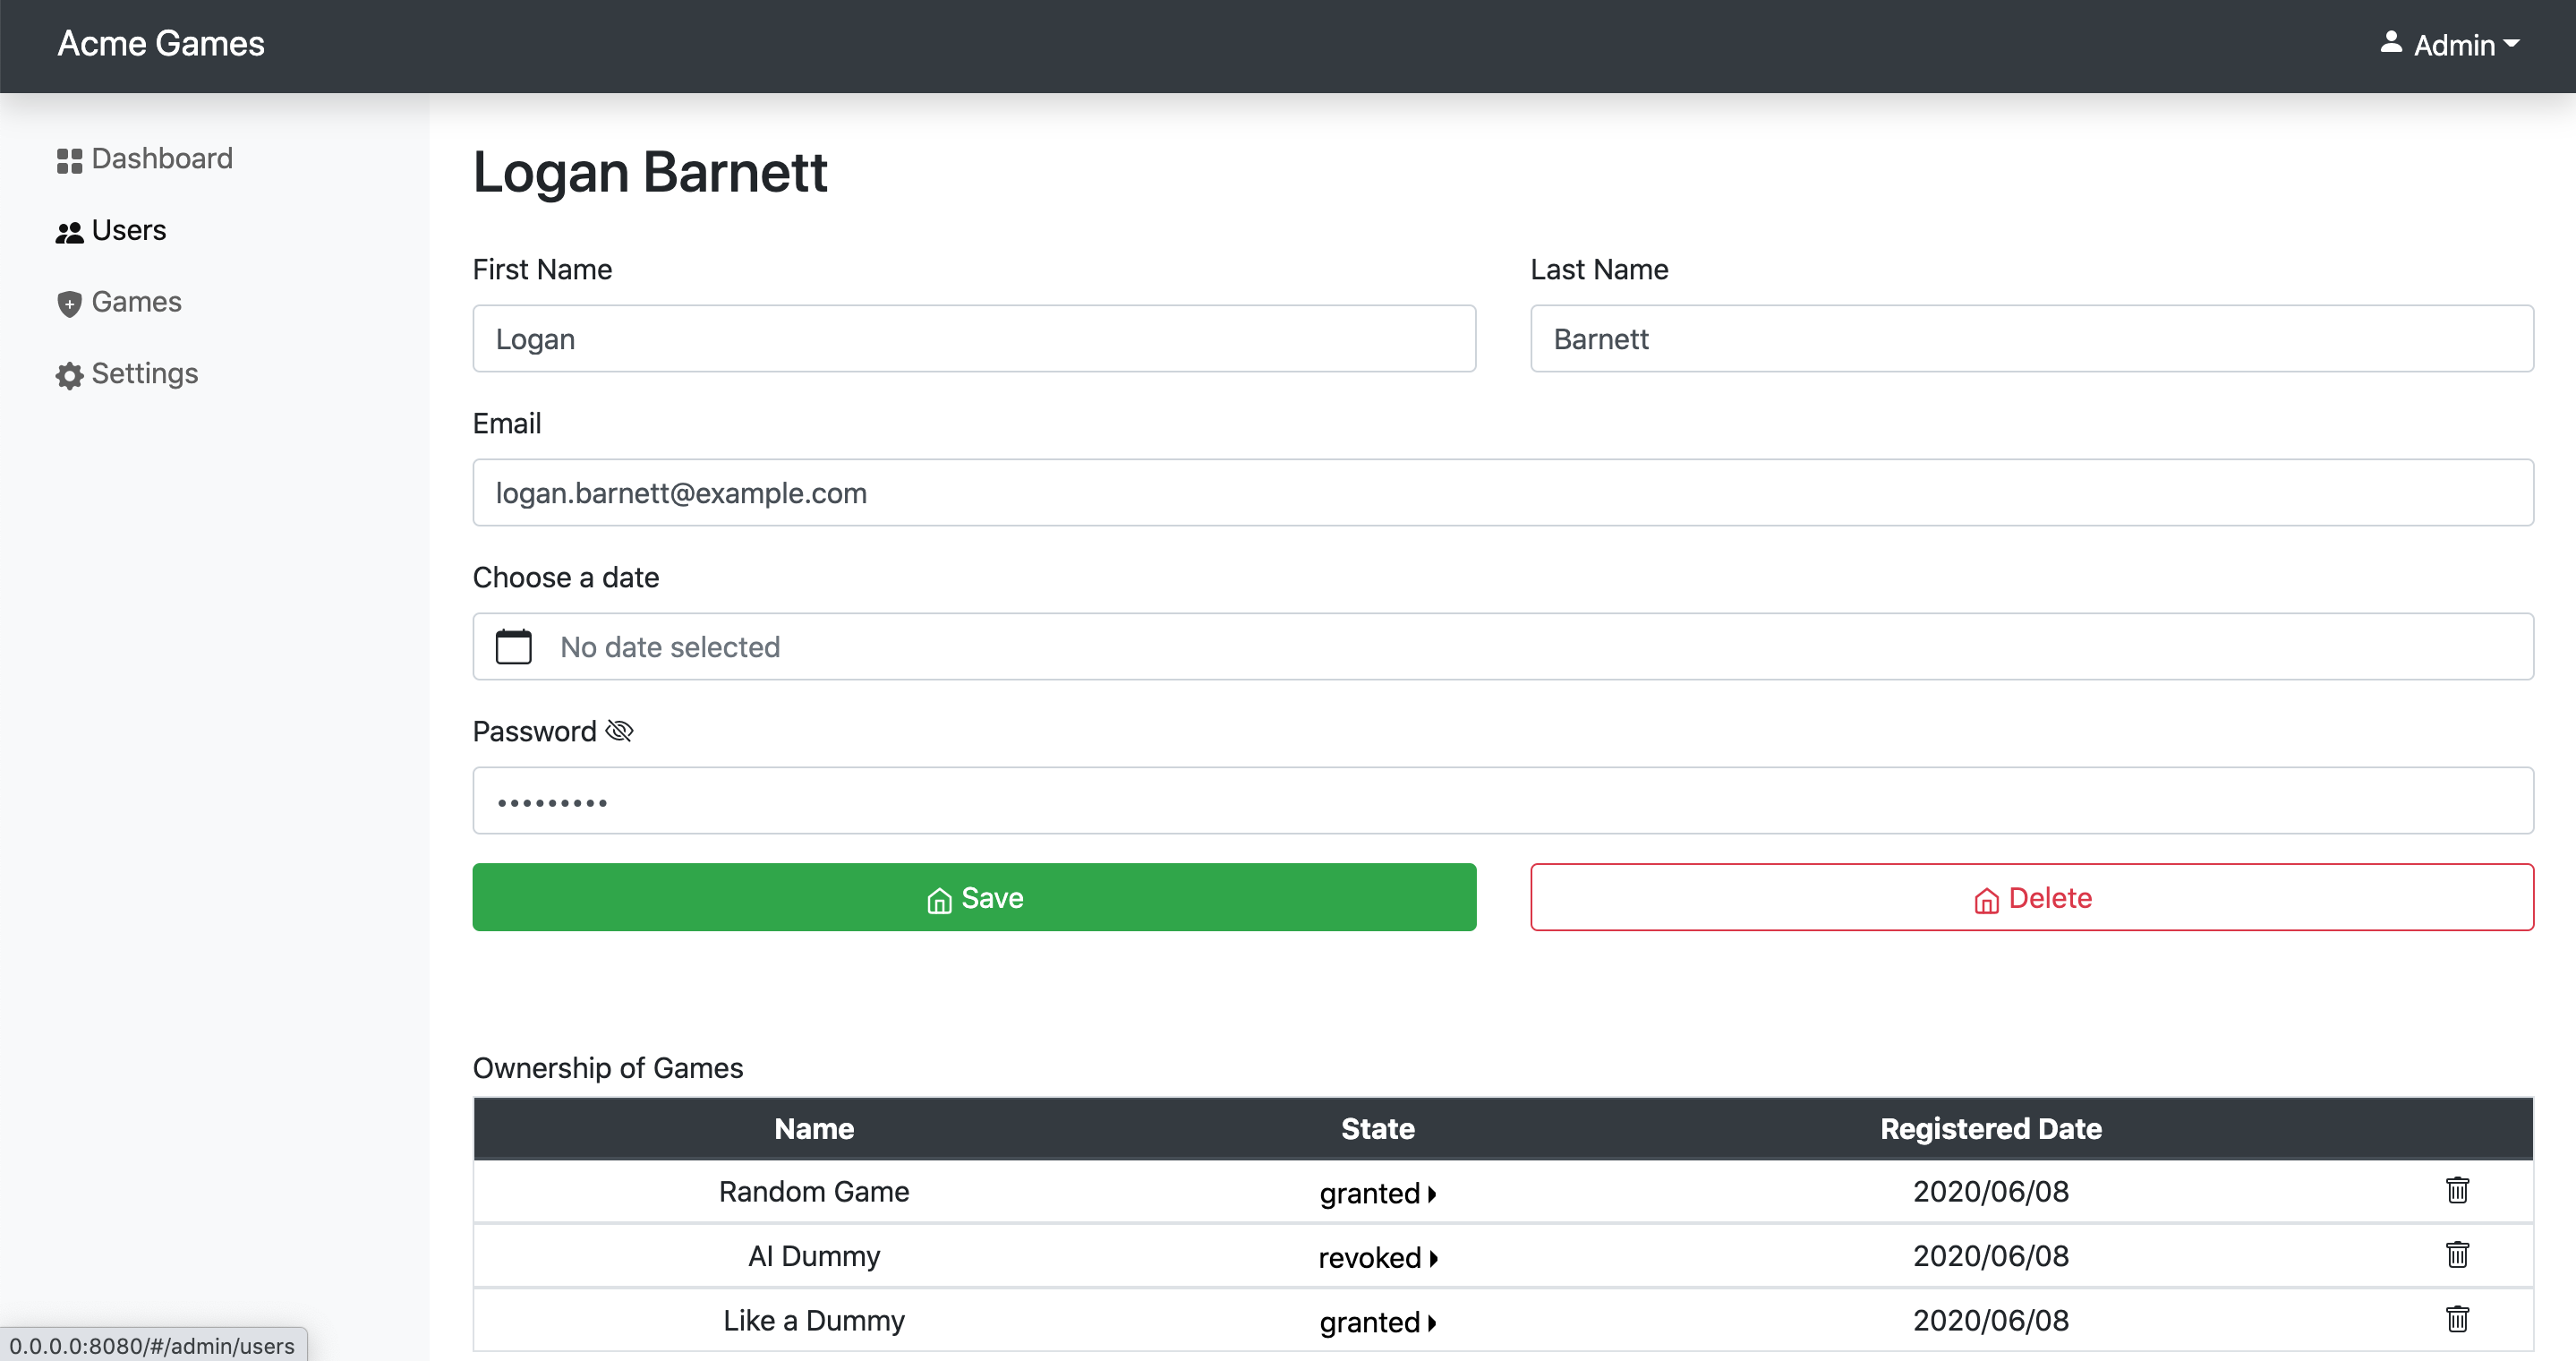 Acme Games
Admin
Dashboard
Users
Games
Settings
Logan Barnett
First Name
Last Name
Logan
Barnett
Email
logan.barnett@example.com
Choose a date
No date selected
Password
•••••••••
Save
Delete
Ownership of Games
Name State Registered Date
Random Game granted 2020/06/08
AI Dummy revoked 2020/06/08
Like a Dummy granted 2020/06/08
0.0.0.0:8080/#/admin/users